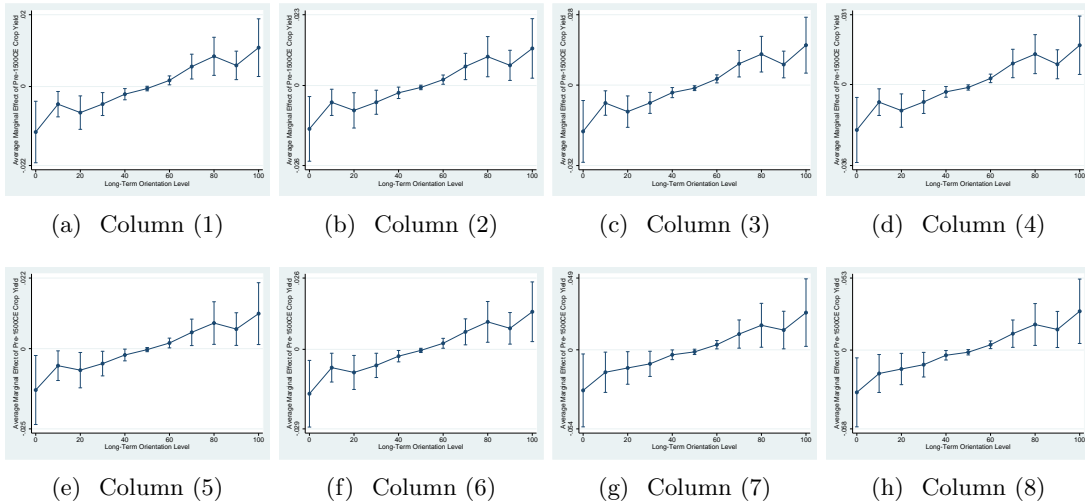 Average Marginal Effect of Pre-1500CE Crop Yield
.02
0
-.022
0 20 40 60 80 100
Long-Term Orientation Level
(a) Column (1)
Average Marginal Effect of Pre-1500CE Crop Yield
.023
0
-.026
0 20 40 60 80 100
Long-Term Orientation Level
(b) Column (2)
Average Marginal Effect of Pre-1500CE Crop Yield
.028
0
-.032
0 20 40 60 80 100
Long-Term Orientation Level
(c) Column (3)
Average Marginal Effect of Pre-1500CE Crop Yield
.031
0
-.036
0 20 40 60 80 100
Long-Term Orientation Level
(d) Column (4)
Average Marginal Effect of Pre-1500CE Crop Yield
.022
0
-.025
0 20 40 60 80 100
Long-Term Orientation Level
(e) Column (5)
Average Marginal Effect of Pre-1500CE Crop Yield
.026
0
-.029
0 20 40 60 80 100
Long-Term Orientation Level
(f) Column (6)
Average Marginal Effect of Pre-1500CE Crop Yield
.049
0
-.054
0 20 40 60 80 100
Long-Term Orientation Level
(g) Column (7)
Average Marginal Effect of Pre-1500CE Crop Yield
.053
0
-.058
0 20 40 60 80 100
Long-Term Orientation Level
(h) Column (8)